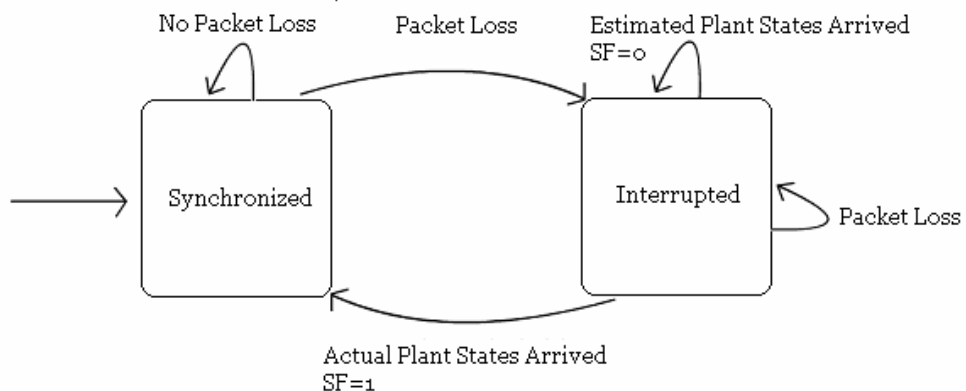 No Packet Loss
Packet Loss
Estimated Plant States Arrived
SF=0
Synchronized
Interrupted
Packet Loss
Actual Plant States Arrived
SF=1